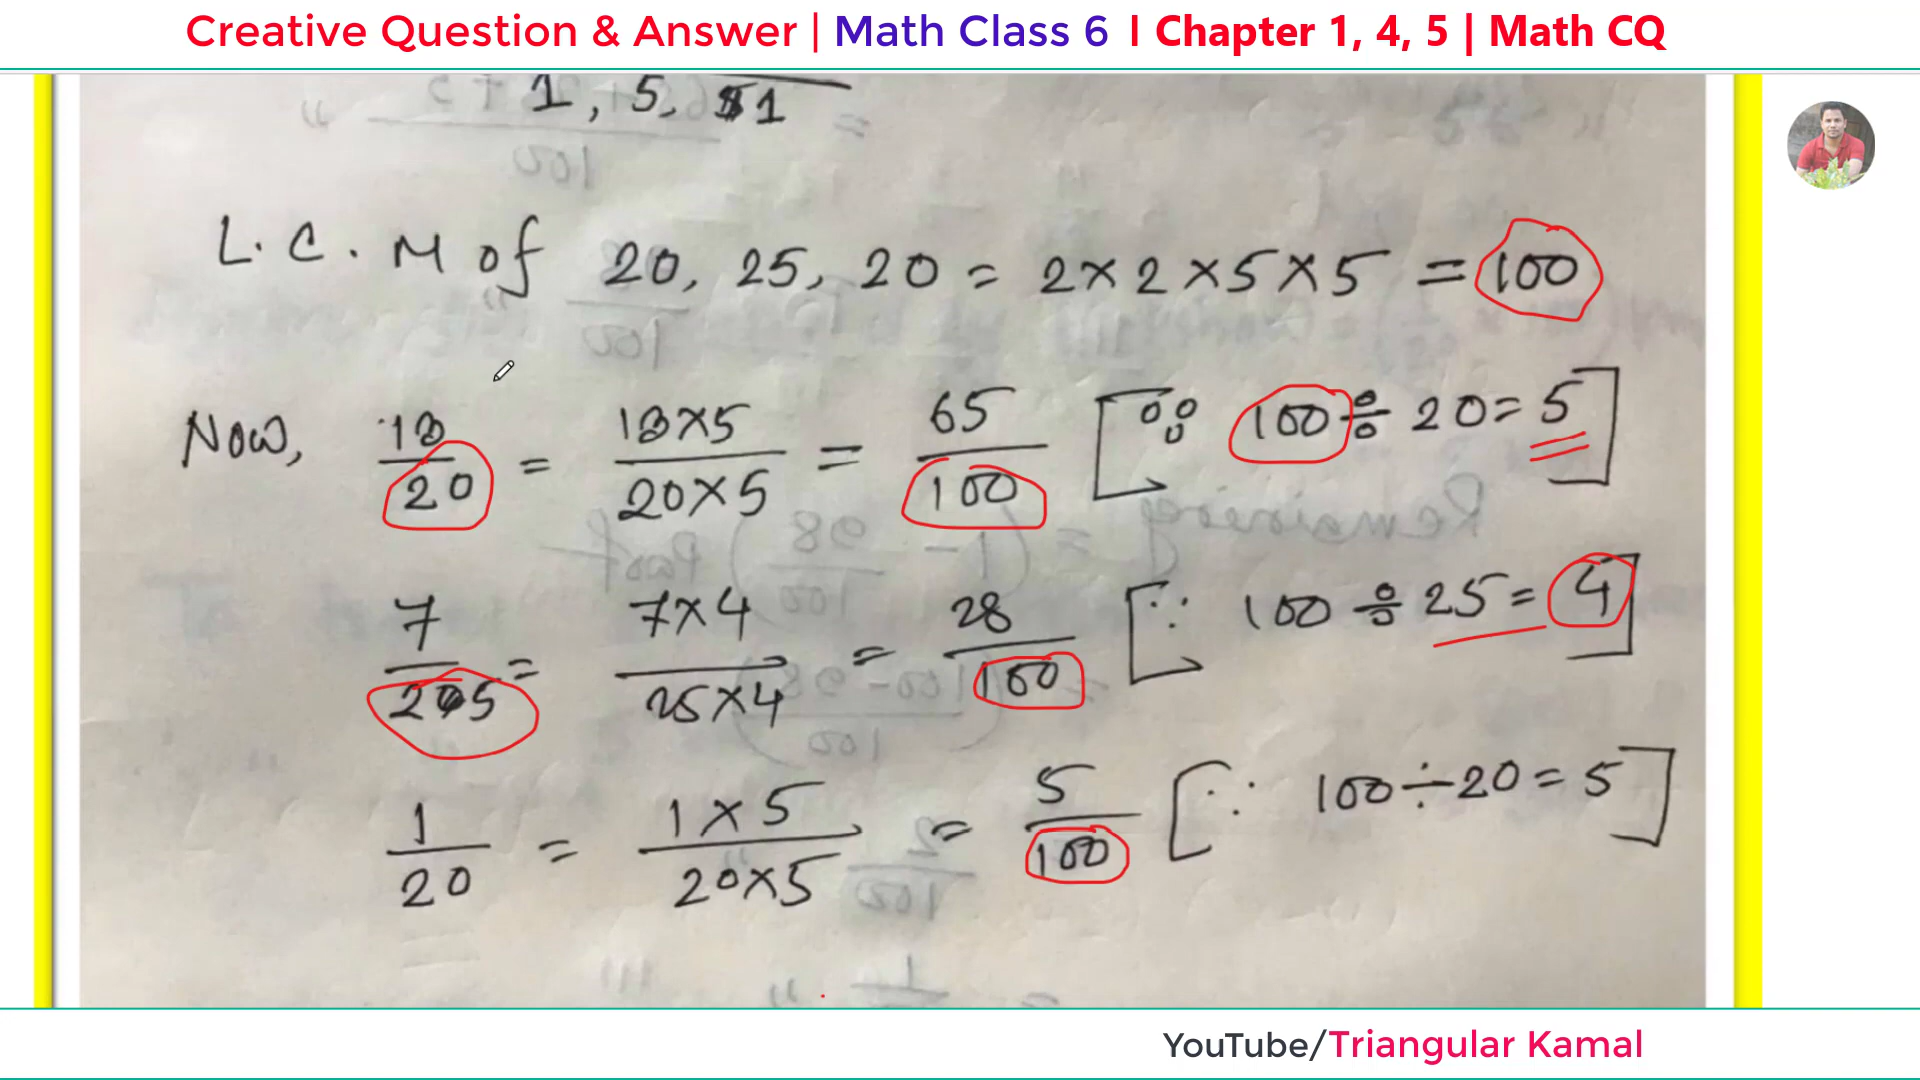 Creative Question & Answer | Math Class 6 I Chapter 1, 4, 5 | Math CQ
1, 5, 1
L.C.M of 20, 25, 20 = 2×2×5×5 = 100
Now, 13/20 = 13×5/20×5 = 65/100 [∵ 100 ÷ 20 = 5]
7/25 = 7×4/25×4 = 28/100 [∵ 100 ÷ 25 = 4]
1/20 = 1×5/20×5 = 5/100 [∵ 100÷20 = 5]
YouTube/Triangular Kamal